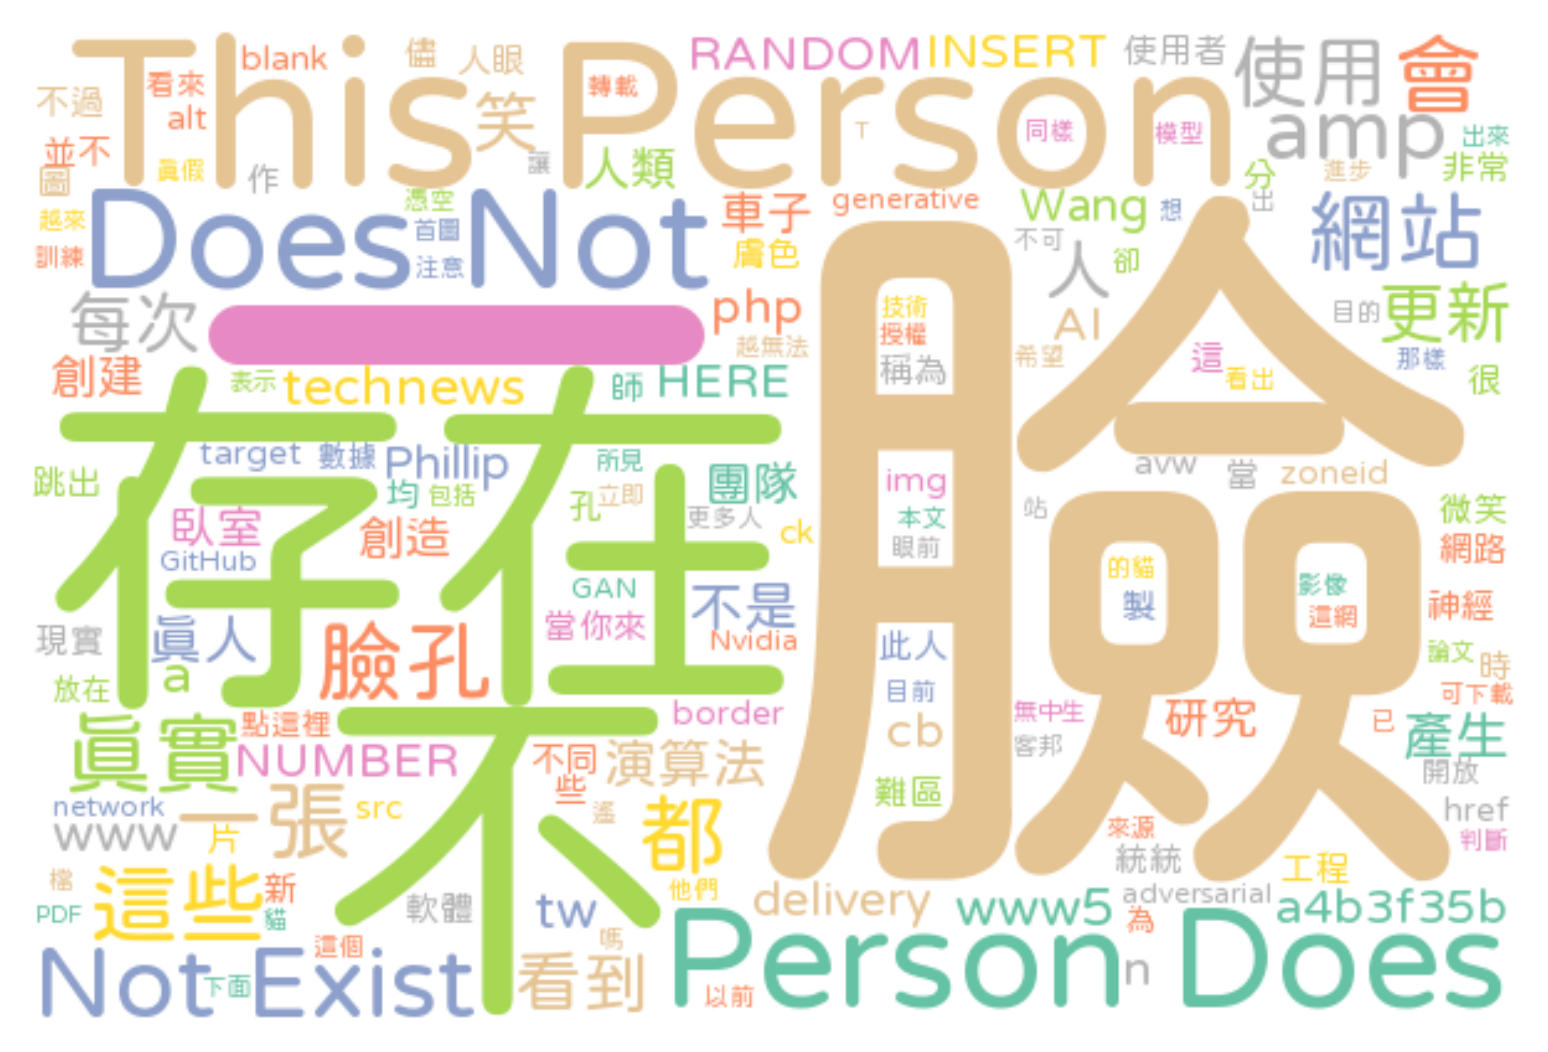 This Person
blank
儘
人眼
RANDOM
INSERT
使用者
使用
會
不過
看來
alt
笑
轉載
T
同樣
模型
amp
出來
並不
圖
眞假
作
讓
人類
分
進步
非常
Does Not
憑空
首圖
注意
車子
膚色
generative
Wang
想
出
不可
人
卻
網站
越來
訓練
每次
一
php
越無法
臉
技術
授權
稱為
AI
希望
這
看出
目的
更新
那樣
很
創建
表示
technews
師
HERE
存在
target
數據
Phillip
均
包括
所見
孔
立即
團隊
更多人
ck
img
本文
眼前
avw
當
zoneid
站
微笑
網路
跳出
臥室
GitHub
創造
GAN
當你來
不是
Nvidia
的貓
製
影像
這網
神經
現實
眞人
a
放在
臉孔
此人
目前
cb
難區
無中生
客邦
研究
論文
時
可下載
已
產生
開放
眞實
點這裡
NUMBER
不
border
不同
些
演算法
network
www
一張
片
src
遙
都
他們
來源
統統
href
判斷
工程
檔
PDF
這些
新
貓
軟體
tw
嗎
delivery
www5
adversarial
為
a4b3f35b
Not Exist
這個
下面
看到
Person Does
以前
n